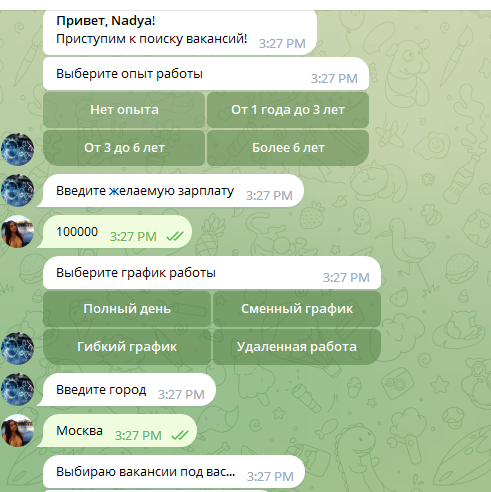 Привет, Nadya!
Приступим к поиску вакансий! 3:27 PM
Выберите опыт работы 3:27 PM
Нет опыта От 1 года до 3 лет
От 3 до 6 лет Более 6 лет
Введите желаемую зарплату 3:27 PM
100000 3:27 PM
Выберите график работы 3:27 PM
Полный день Сменный график
Гибкий график Удаленная работа
Введите город 3:27 PM
Москва 3:27 PM
Выбираю вакансии под вас... 3:27 PM